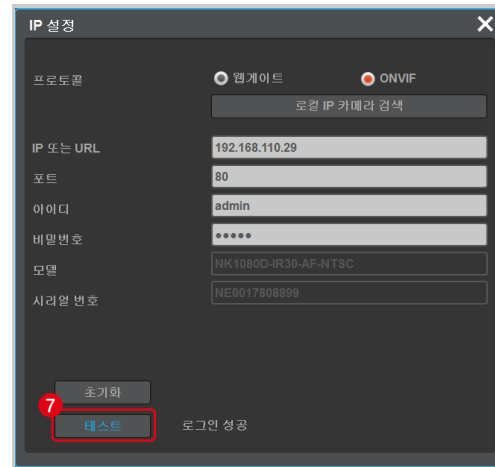 IP 설정
프로토콜 웹게이트 ONVIF
로컬 IP 카메라 검색
IP 또는 URL 192.168.110.29
포트 80
아이디 admin
비밀번호 •••••
모델 NK1080D-IR30-AF-NTSC
시리얼 번호 NE0017808899
초기화
7
테스트 로그인 성공